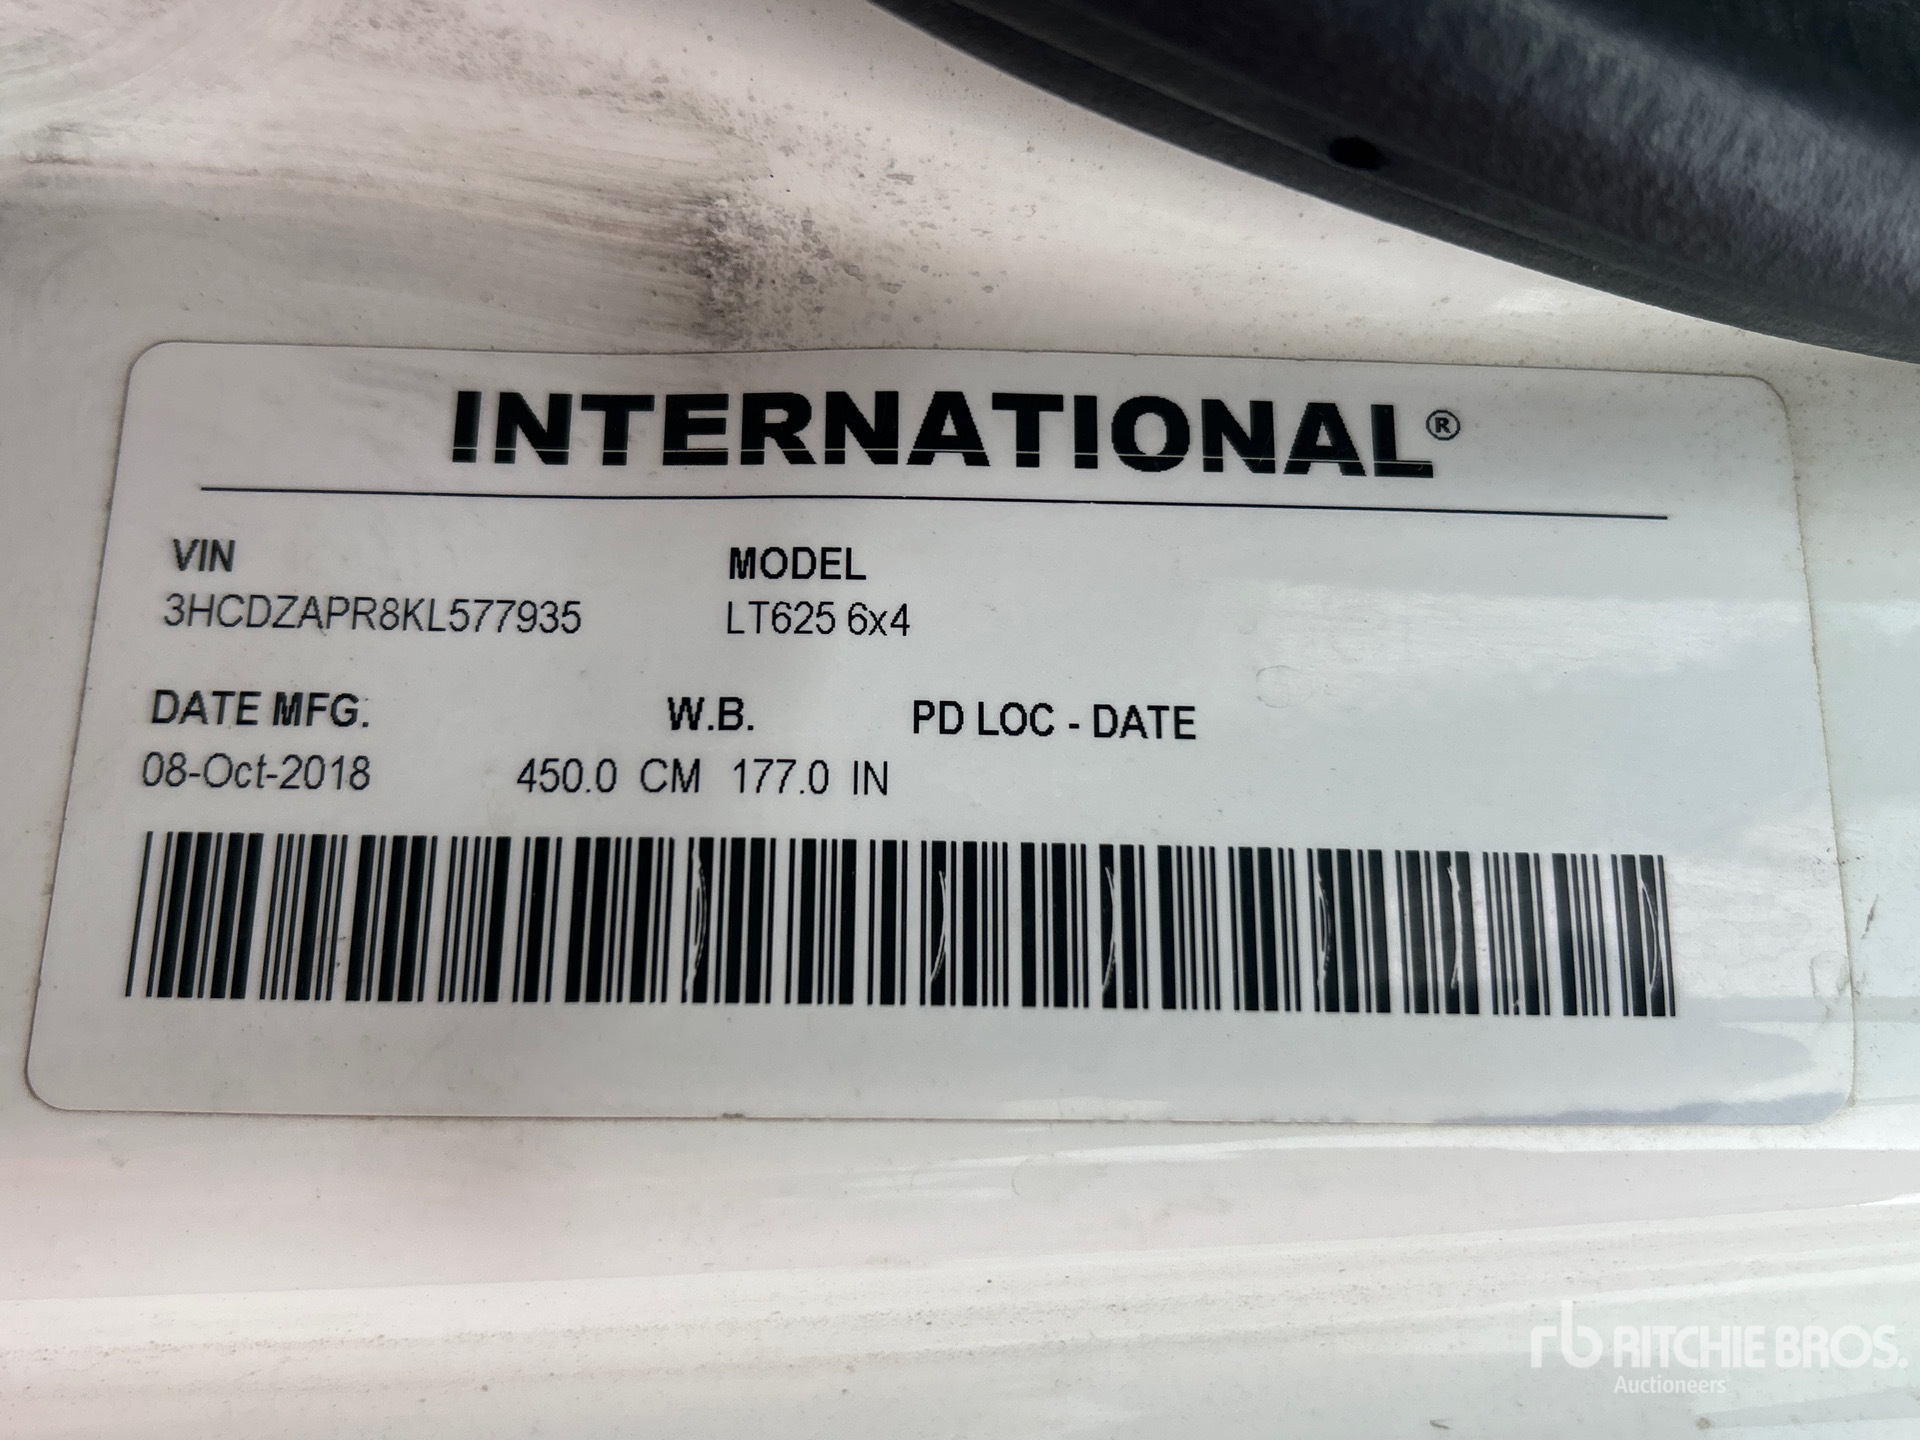 INTERNATIONAL®
VIN MODEL
3HCDZAPR8KL577935 LT625 6x4
DATE MFG. W.B. PD LOC - DATE
08-Oct-2018 450.0 CM 177.0 IN
rb RITCHIE BROS.
Auctioneers